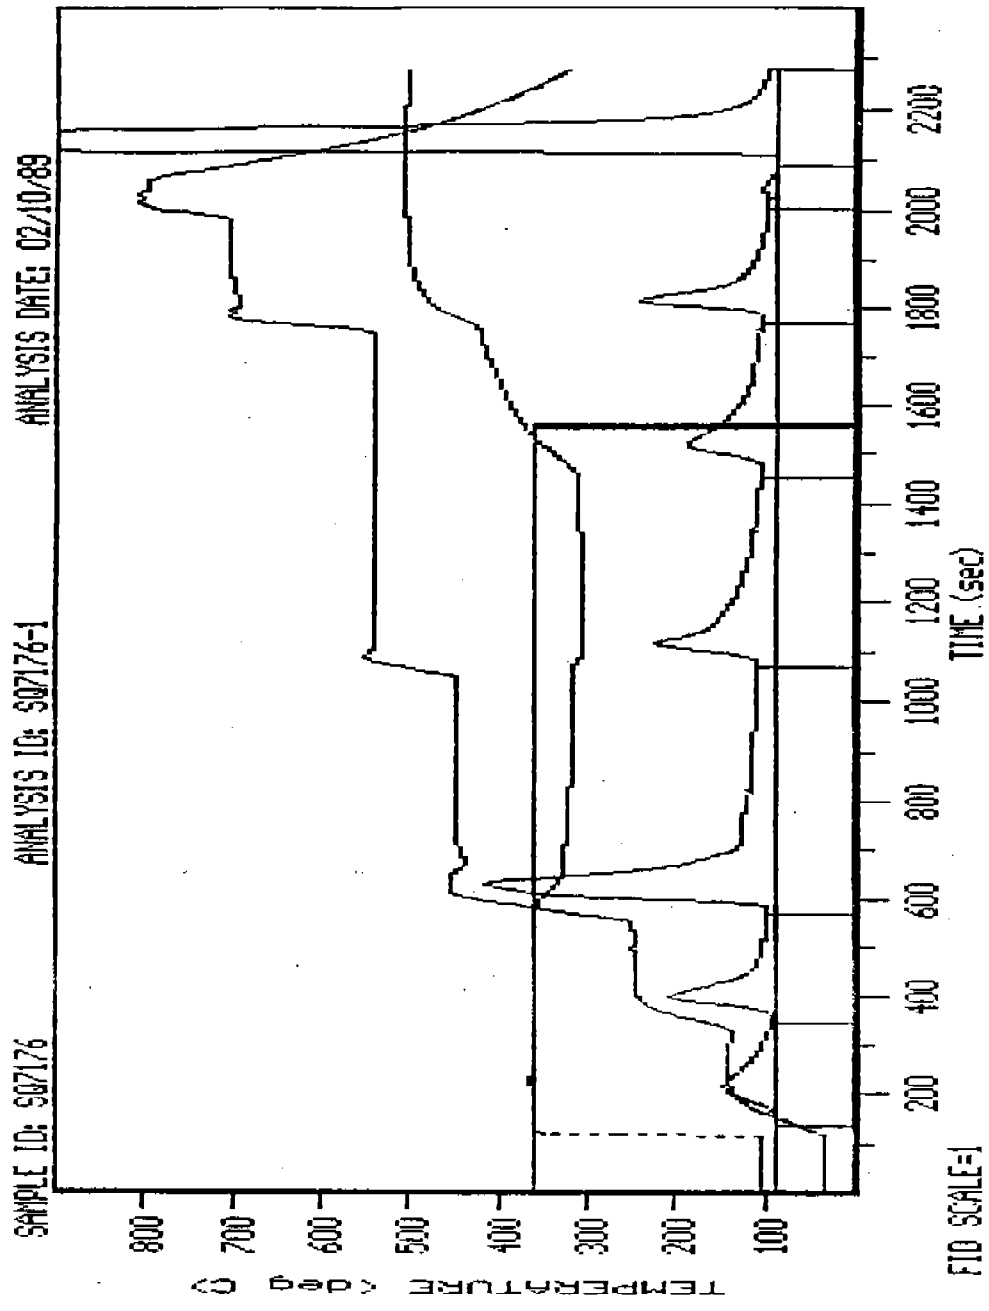 SAMPLE ID: SQ7176 ANALYSIS ID: SQ7176-1 ANALYSIS DATE: 02/10/89
TEMPERATURE (deg C)
800
700
600
500
400
300
200
100
200 400 600 800 1000 1200 1400 1600 1800 2000 2200
FID SCALE=1 TIME (sec)